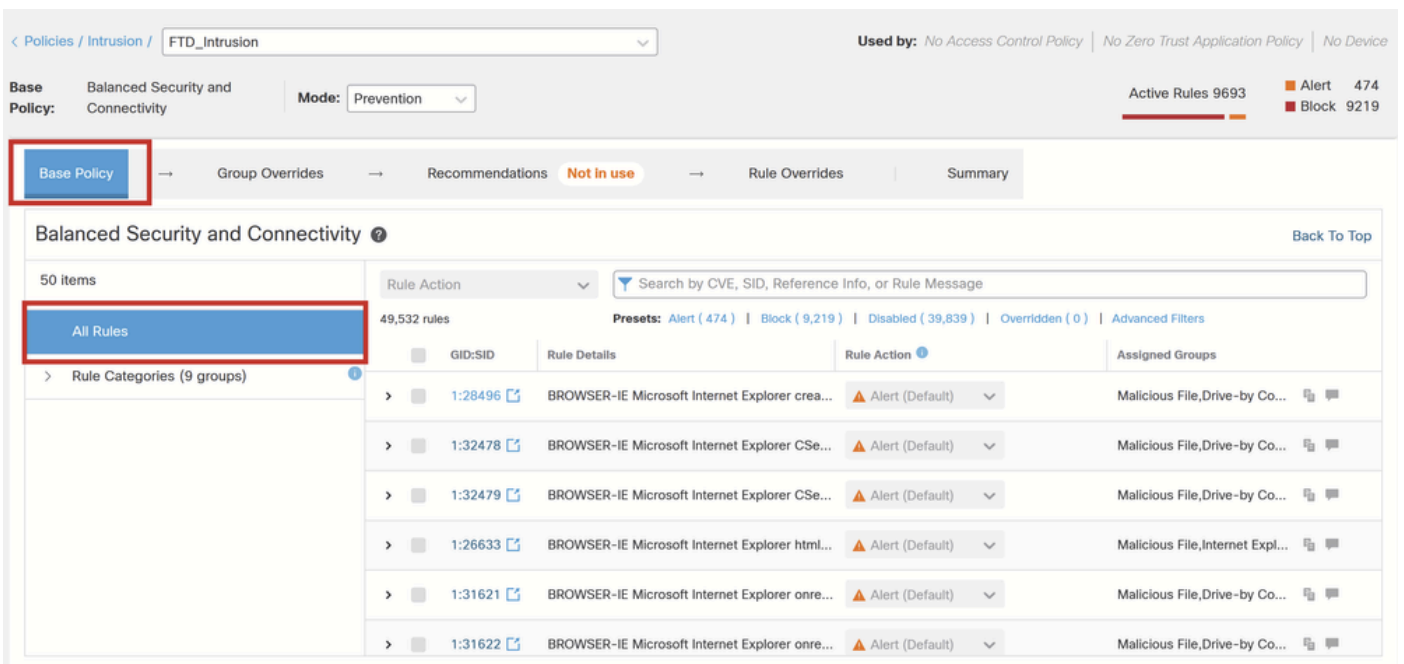 < Policies / Intrusion / FTD_Intrusion Used by: No Access Control Policy | No Zero Trust Application Policy | No Device
Base Policy: Balanced Security and Connectivity Mode: Prevention Active Rules 9693 Alert 474
Block 9219
Base Policy → Group Overrides → Recommendations Not in use → Rule Overrides | Summary
Balanced Security and Connectivity ? Back To Top
50 items Rule Action Search by CVE, SID, Reference Info, or Rule Message
All Rules 49,532 rules Presets: Alert ( 474 ) | Block ( 9,219 ) | Disabled ( 39,839 ) | Overridden ( 0 ) | Advanced Filters
GID:SID Rule Details Rule Action Assigned Groups
> Rule Categories (9 groups)
> 1:28496 BROWSER-IE Microsoft Internet Explorer crea... Alert (Default) Malicious File,Drive-by Co...
> 1:32478 BROWSER-IE Microsoft Internet Explorer CSe... Alert (Default) Malicious File,Drive-by Co...
> 1:32479 BROWSER-IE Microsoft Internet Explorer CSe... Alert (Default) Malicious File,Drive-by Co...
> 1:26633 BROWSER-IE Microsoft Internet Explorer html... Alert (Default) Malicious File,Internet Expl...
> 1:31621 BROWSER-IE Microsoft Internet Explorer onre... Alert (Default) Malicious File,Drive-by Co...
> 1:31622 BROWSER-IE Microsoft Internet Explorer onre... Alert (Default) Malicious File,Drive-by Co...